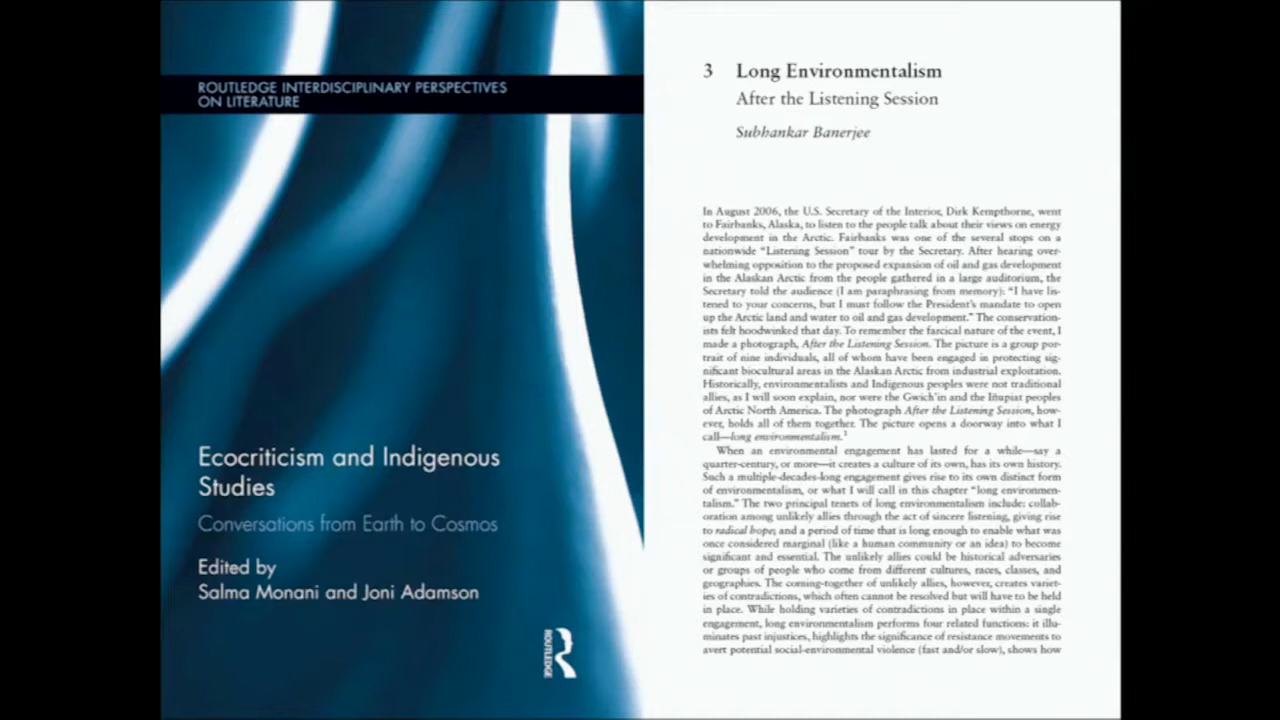 ROUTLEDGE INTERDISCIPLINARY PERSPECTIVES
ON LITERATURE
Ecocriticism and Indigenous
Studies
Conversations from Earth to Cosmos
Edited by
Salma Monani and Joni Adamson
ROUTLEDGE
3 Long Environmentalism
After the Listening Session
Subhankar Banerjee
In August 2006, the U.S. Secretary of the Interior, Dirk Kempthorne, went
to Fairbanks, Alaska, to listen to the people talk about their views on energy
development in the Arctic. Fairbanks was one of the several stops on a
nationwide “Listening Session” tour by the Secretary. After hearing over-
whelming opposition to the proposed expansion of oil and gas development
in the Alaskan Arctic from the people gathered in a large auditorium, the
Secretary told the audience (I am paraphrasing from memory): “I have lis-
tened to your concerns, but I must follow the President’s mandate to open
up the Arctic land and water to oil and gas development.” The conservation-
ists felt hoodwinked that day. To remember the farcical nature of the event, I
made a photograph, After the Listening Session. The picture is a group por-
trait of nine individuals, all of whom have been engaged in protecting sig-
nificant biocultural areas in the Alaskan Arctic from industrial exploitation.
Historically, environmentalists and Indigenous peoples were not traditional
allies, as I will soon explain, nor were the Gwich’in and the Iñupiat peoples
of Arctic North America. The photograph After the Listening Session, how-
ever, holds all of them together. The picture opens a doorway into what I
call—long environmentalism.¹
When an environmental engagement has lasted for a while—say a
quarter-century, or more—it creates a culture of its own, has its own history.
Such a multiple-decades-long engagement gives rise to its own distinct form
of environmentalism, or what I will call in this chapter “long environmen-
talism.” The two principal tenets of long environmentalism include: collab-
oration among unlikely allies through the act of sincere listening, giving rise
to radical hope; and a period of time that is long enough to enable what was
once considered marginal (like a human community or an idea) to become
significant and essential. The unlikely allies could be historical adversaries
or groups of people who come from different cultures, races, classes, and
geographies. The coming-together of unlikely allies, however, creates variet-
ies of contradictions, which often cannot be resolved but will have to be held
in place. While holding varieties of contradictions in place within a single
engagement, long environmentalism performs four related functions: it illu-
minates past injustices, highlights the significance of resistance movements to
avert potential social-environmental violence (fast and/or slow), shows how